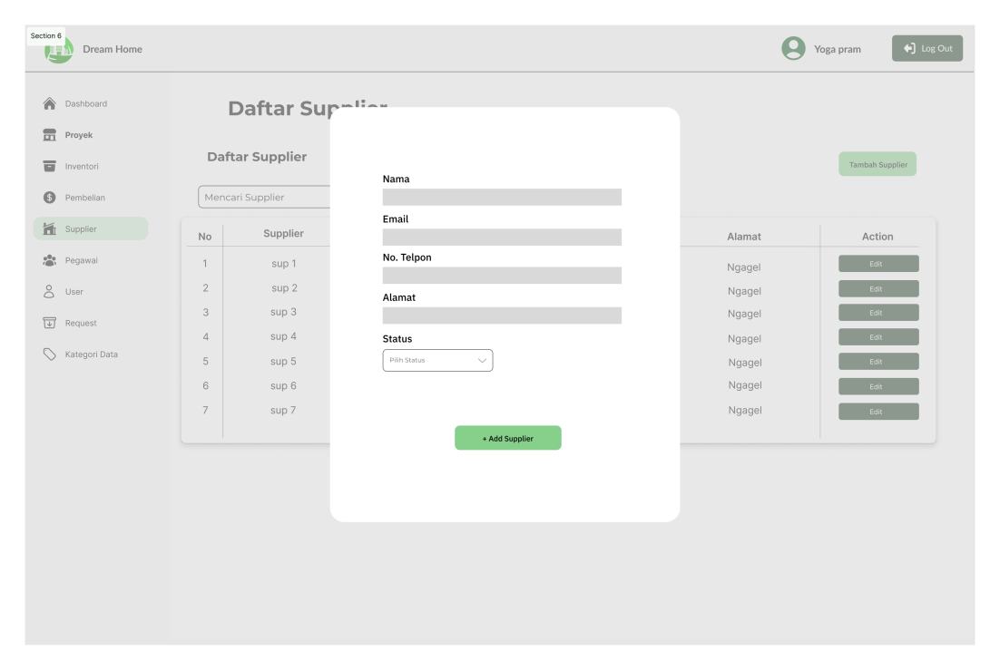 Section 6
Dream Home
Yoga pram
Log Out
Dashboard
Proyek
Inventori
Pembelian
Supplier
Pegawai
User
Request
Kategori Data
Daftar Supplier
Daftar Supplier
Tambah Supplier
Mencari Supplier
No Supplier Alamat Action
1 sup 1 Ngagel Edit
2 sup 2 Ngagel Edit
3 sup 3 Ngagel Edit
4 sup 4 Ngagel Edit
5 sup 5 Ngagel Edit
6 sup 6 Ngagel Edit
7 sup 7 Ngagel Edit
Nama
Email
No. Telpon
Alamat
Status
Pilih Status
+ Add Supplier